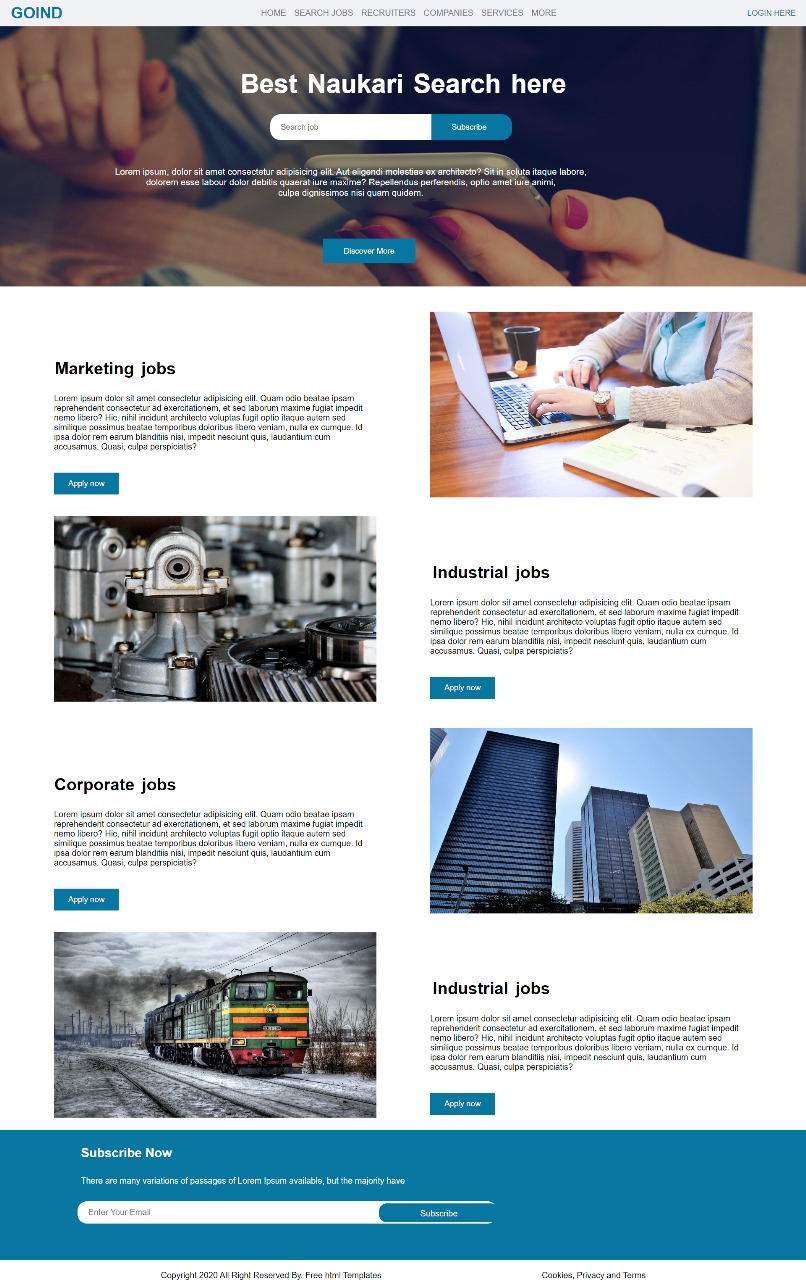 GOIND
HOME SEARCH JOBS RECRUITERS COMPANIES SERVICES MORE
LOGIN HERE
Best Naukari Search here
Search job
Subscribe
Lorem ipsum, dolor sit amet consectetur adipisicing elit. Aut eligendi molestiae ex architecto? Sit in soluta itaque labore,
dolorem esse labour dolor debitis quaerat iure maxime? Repellendus perferendis, optio amet iure animi,
culpa dignissimos nisi quam quidem.
Discover More
Marketing jobs
Lorem ipsum dolor sit amet consectetur adipisicing elit. Quam odio beatae ipsam
reprehenderit consectetur ad exercitationem, et sed laborum maxime fugiat impedit
nemo libero? Hic, nihil incidunt architecto voluptas fugit optio itaque autem sed
similique possimus beatae temporibus doloribus libero veniam, nulla ex cumque. Id
ipsa dolor rem earum blanditiis nisi, impedit nesciunt quis, laudantium cum
accusamus. Quasi, culpa perspiciatis?
Apply now
Industrial jobs
Lorem ipsum dolor sit amet consectetur adipisicing elit. Quam odio beatae ipsam
reprehenderit consectetur ad exercitationem, et sed laborum maxime fugiat impedit
nemo libero? Hic, nihil incidunt architecto voluptas fugit optio itaque autem sed
similique possimus beatae temporibus doloribus libero veniam, nulla ex cumque. Id
ipsa dolor rem earum blanditiis nisi, impedit nesciunt quis, laudantium cum
accusamus. Quasi, culpa perspiciatis?
Apply now
Corporate jobs
Lorem ipsum dolor sit amet consectetur adipisicing elit. Quam odio beatae ipsam
reprehenderit consectetur ad exercitationem, et sed laborum maxime fugiat impedit
nemo libero? Hic, nihil incidunt architecto voluptas fugit optio itaque autem sed
similique possimus beatae temporibus doloribus libero veniam, nulla ex cumque. Id
ipsa dolor rem earum blanditiis nisi, impedit nesciunt quis, laudantium cum
accusamus. Quasi, culpa perspiciatis?
Apply now
Industrial jobs
Lorem ipsum dolor sit amet consectetur adipisicing elit. Quam odio beatae ipsam
reprehenderit consectetur ad exercitationem, et sed laborum maxime fugiat impedit
nemo libero? Hic, nihil incidunt architecto voluptas fugit optio itaque autem sed
similique possimus beatae temporibus doloribus libero veniam, nulla ex cumque. Id
ipsa dolor rem earum blanditiis nisi, impedit nesciunt quis, laudantium cum
accusamus. Quasi, culpa perspiciatis?
Apply now
Subscribe Now
There are many variations of passages of Lorem Ipsum available, but the majority have
Enter Your Email
Subscribe
Copyright 2020 All Right Reserved By. Free html Templates
Cookies, Privacy and Terms